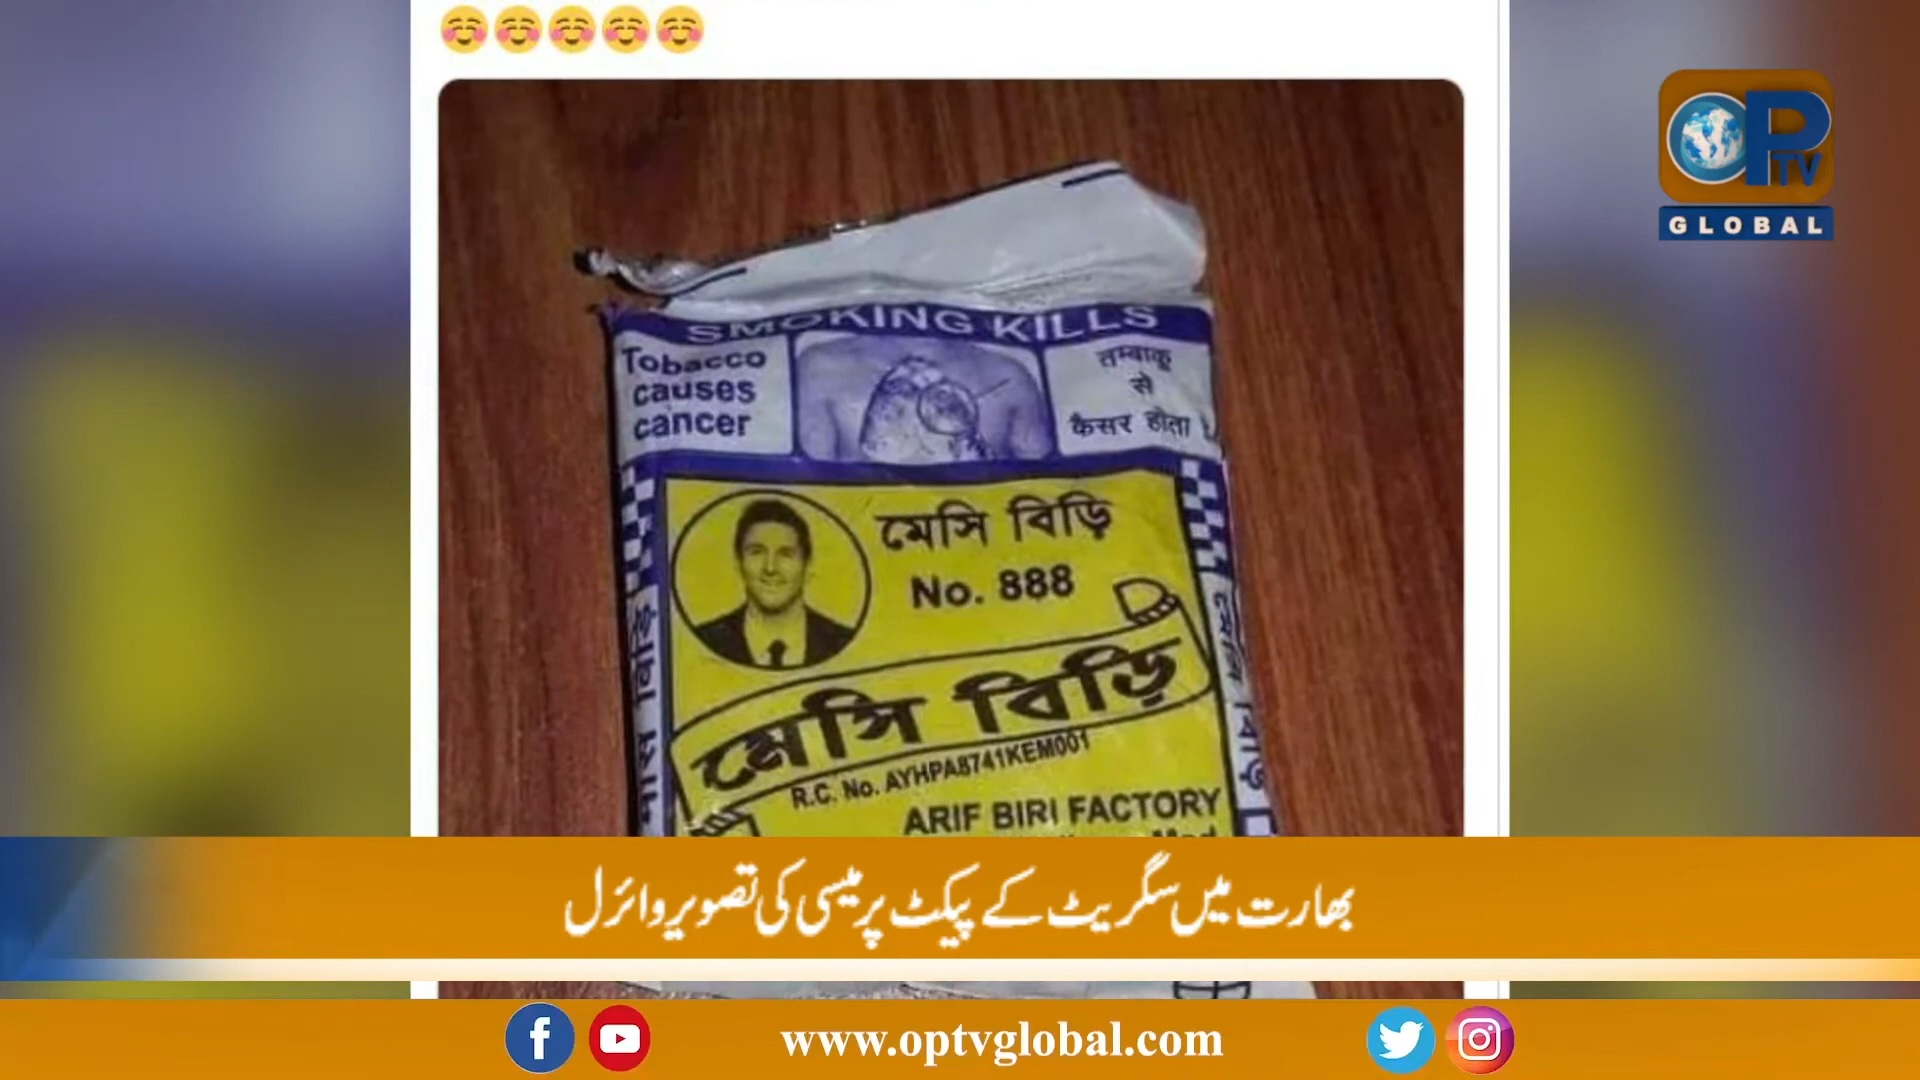 OPTV
GLOBAL
SMOKING KILLS
Tobacco
causes
cancer
तम्बाकू
से
कैसर होता
মেসি বিড়ি
No. 888
মেসি বিড়ি
R.C. No. AYHPA8741KEM001
ARIF BIRI FACTORY
بھارت میں سگریٹ کے پیکٹ پر میسی کی تصویر وائرل
www.optvglobal.com